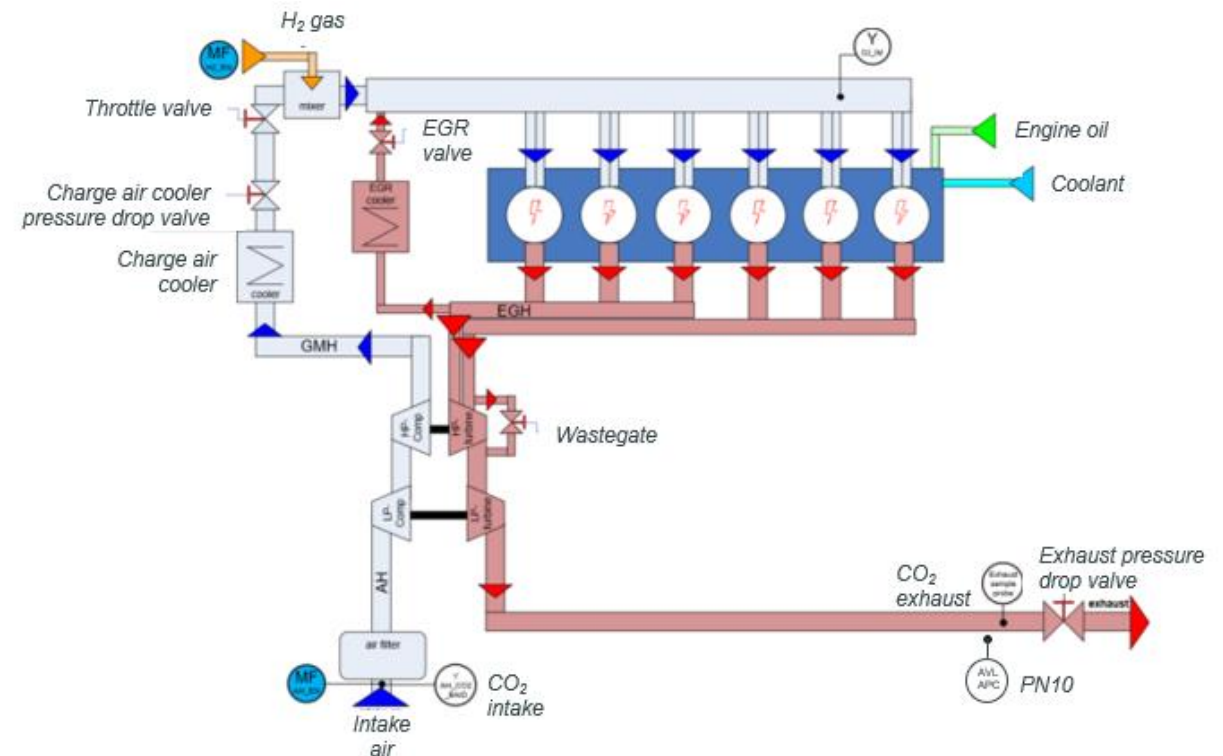 H₂ gas
MF
mixer
Y
O2_IM
Throttle valve
EGR
valve
Engine oil
Charge air cooler
pressure drop valve
EGR
cooler
Coolant
Charge air
cooler
cooler
EGH
GMH
HP-
Comp
HP-
turbine
Wastegate
LP-
Comp
LP-
turbine
AH
CO₂
exhaust
Exhaust
sample
probe
Exhaust pressure
drop valve
exhaust
air filter
AVL
APC
PN10
MF
Y
AH_CO2
CO₂
intake
Intake
air